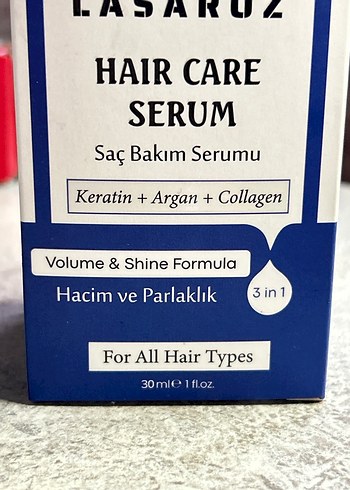 LASARUZ
HAIR CARE
SERUM
Saç Bakım Serumu
Keratin + Argan + Collagen
Volume & Shine Formula
Hacim ve Parlaklık
3 in 1
For All Hair Types
30 ml ℮ 1 fl.oz.